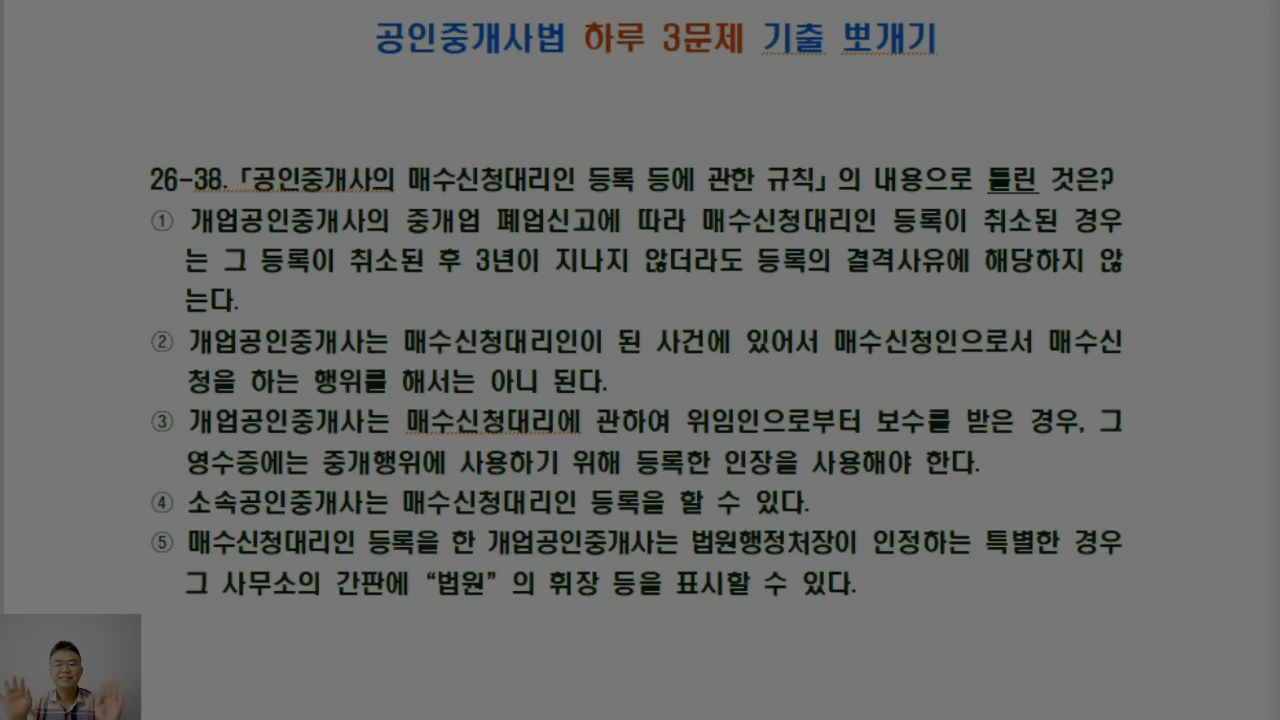 공인중개사법 하루 3문제 기출 뽀개기
26-38. 「공인중개사의 매수신청대리인 등록 등에 관한 규칙」의 내용으로 틀린 것은?
① 개업공인중개사의 중개업 폐업신고에 따라 매수신청대리인 등록이 취소된 경우
는 그 등록이 취소된 후 3년이 지나지 않더라도 등록의 결격사유에 해당하지 않
는다.
② 개업공인중개사는 매수신청대리인이 된 사건에 있어서 매수신청인으로서 매수신
청을 하는 행위를 해서는 아니 된다.
③ 개업공인중개사는 매수신청대리에 관하여 위임인으로부터 보수를 받은 경우, 그
영수증에는 중개행위에 사용하기 위해 등록한 인장을 사용해야 한다.
④ 소속공인중개사는 매수신청대리인 등록을 할 수 있다.
⑤ 매수신청대리인 등록을 한 개업공인중개사는 법원행정처장이 인정하는 특별한 경우
그 사무소의 간판에 “법원”의 휘장 등을 표시할 수 있다.